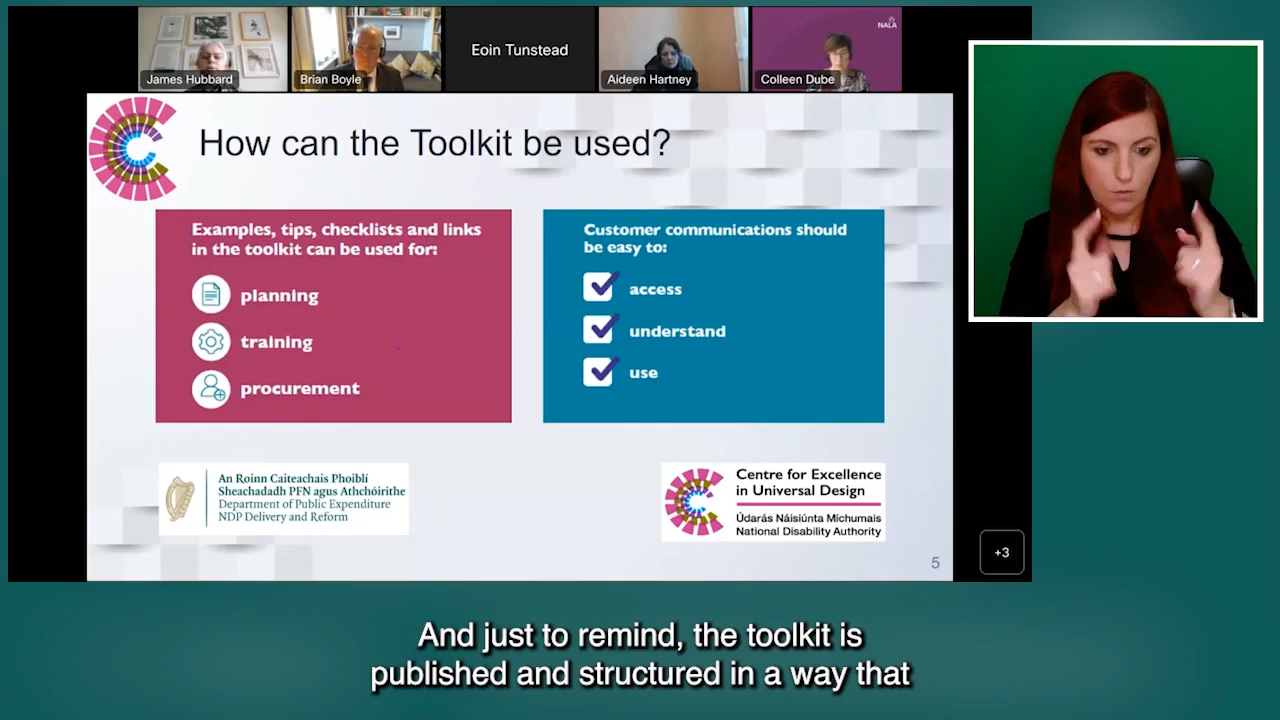 James Hubbard
Brian Boyle
Eoin Tunstead
Aideen Hartney
Colleen Dube
NALA
How can the Toolkit be used?
Examples, tips, checklists and links
in the toolkit can be used for:
planning
training
procurement
Customer communications should
be easy to:
access
understand
use
An Roinn Caiteachais Phoiblí
Sheachadadh PFN agus Athchóirithe
Department of Public Expenditure
NDP Delivery and Reform
Centre for Excellence
in Universal Design
Údarás Náisiúnta Míchumais
National Disability Authority
5
+3
And just to remind, the toolkit is
published and structured in a way that